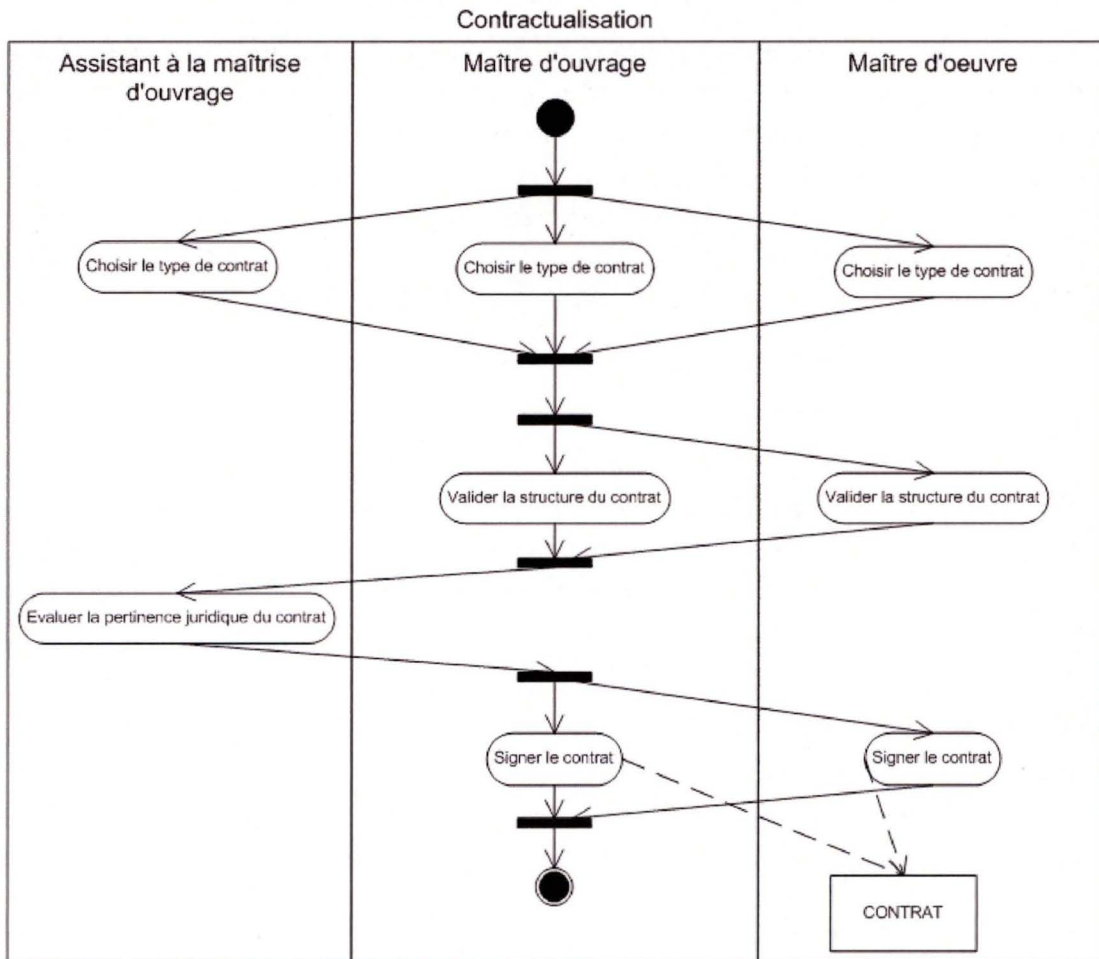 Contractualisation
Assistant à la maîtrise
d'ouvrage
Maître d'ouvrage
Maître d'oeuvre
Choisir le type de contrat
Choisir le type de contrat
Choisir le type de contrat
Valider la structure du contrat
Valider la structure du contrat
Evaluer la pertinence juridique du contrat
Signer le contrat
Signer le contrat
CONTRAT